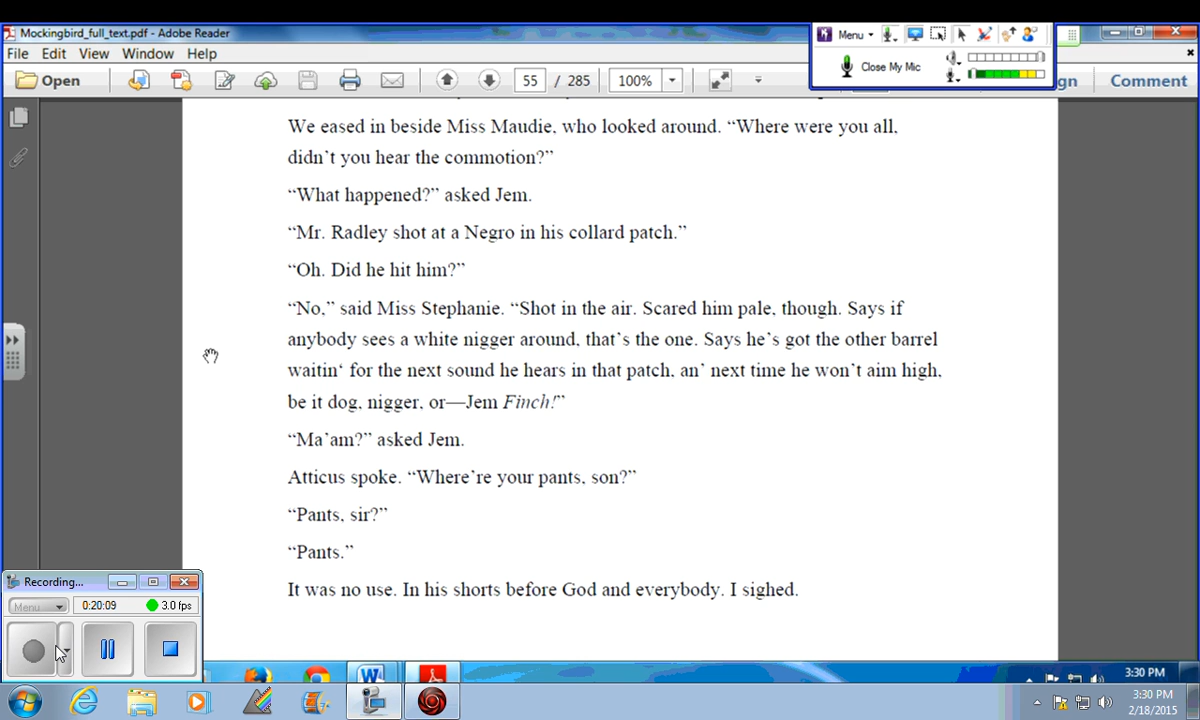 Mockingbird_full_text.pdf - Adobe Reader
Menu
File Edit View Window Help
Close My Mic
Open
55 / 285
100%
Comment
We eased in beside Miss Maudie, who looked around. “Where were you all,
didn’t you hear the commotion?”
“What happened?” asked Jem.
“Mr. Radley shot at a Negro in his collard patch.”
“Oh. Did he hit him?”
“No,” said Miss Stephanie. “Shot in the air. Scared him pale, though. Says if
anybody sees a white nigger around, that’s the one. Says he’s got the other barrel
waitin‘ for the next sound he hears in that patch, an’ next time he won’t aim high,
be it dog, nigger, or—Jem Finch!”
“Ma’am?” asked Jem.
Atticus spoke. “Where’re your pants, son?”
“Pants, sir?”
“Pants.”
It was no use. In his shorts before God and everybody. I sighed.
Recording...
Menu
0:20:09
3.0 fps
3:30 PM
3:30 PM
2/18/2015